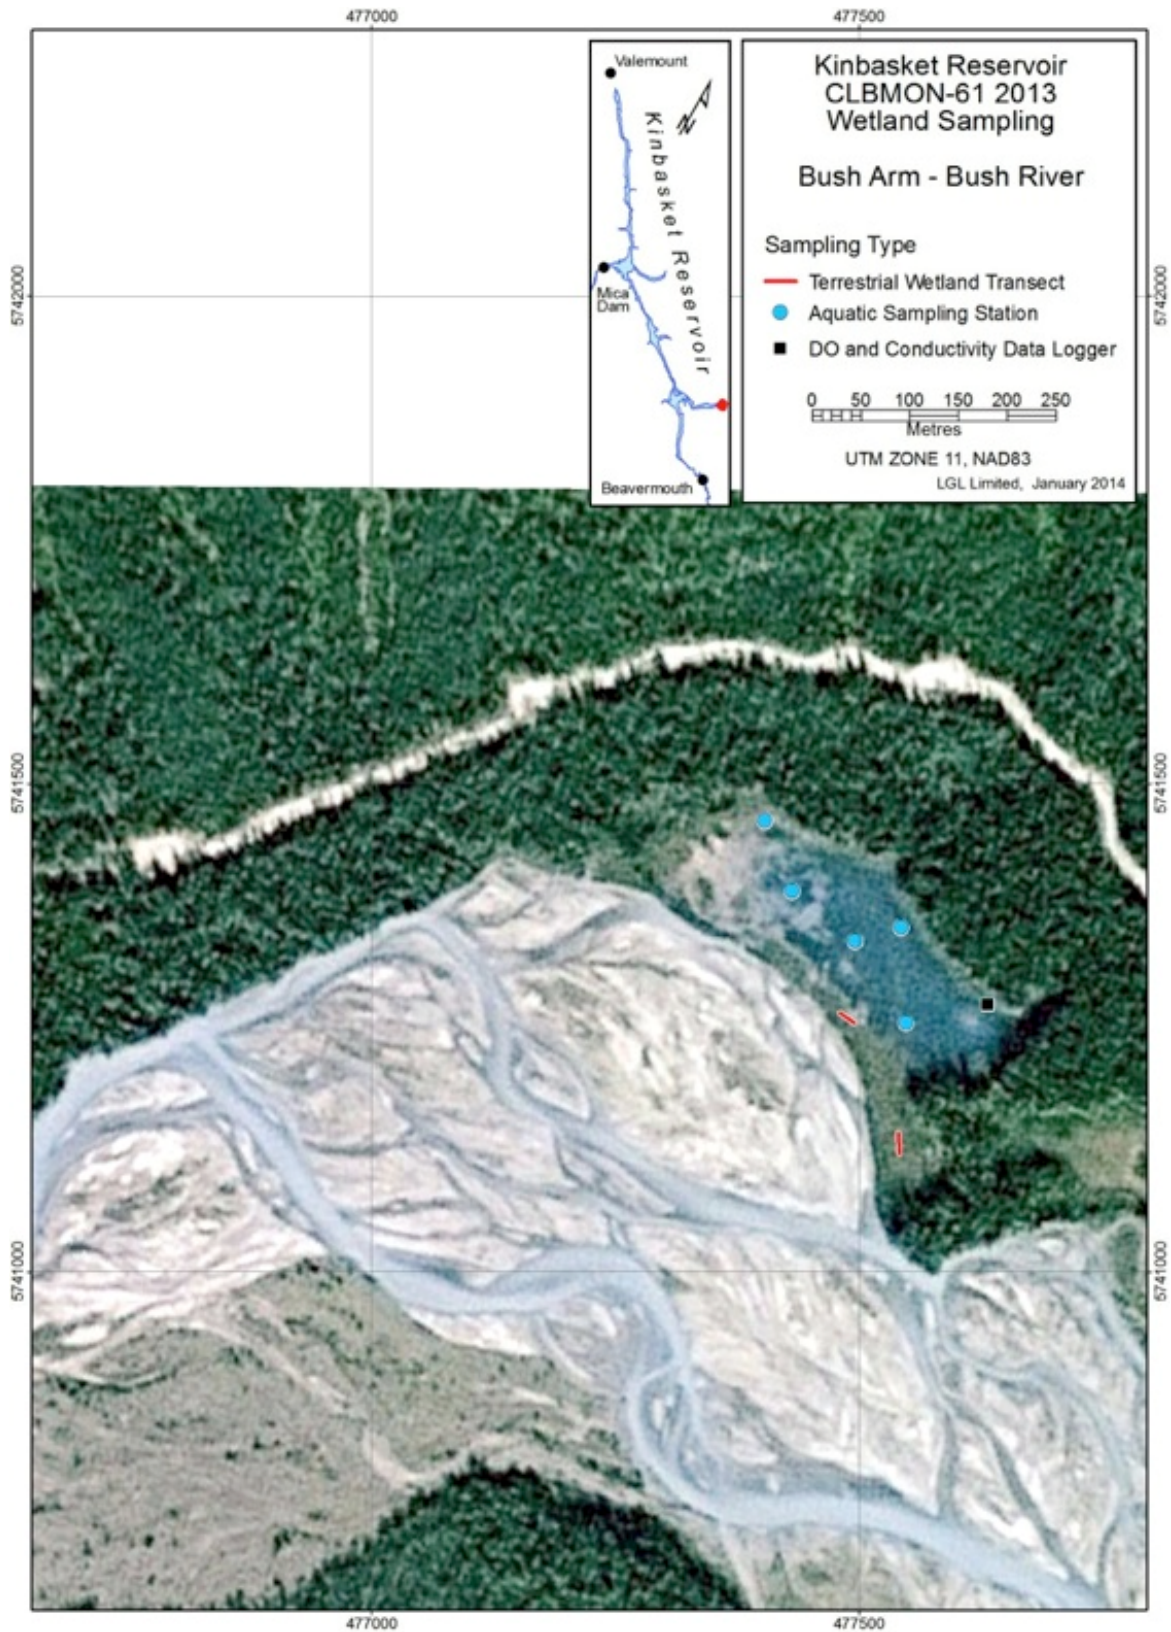 477000
477500
Valemount
N
Kinbasket Reservoir
Mica
Dam
Beavermouth
Kinbasket Reservoir
CLBMON-61 2013
Wetland Sampling
Bush Arm - Bush River
Sampling Type
Terrestrial Wetland Transect
Aquatic Sampling Station
DO and Conductivity Data Logger
0 50 100 150 200 250
Metres
UTM ZONE 11, NAD83
LGL Limited, January 2014
5742000
5742000
5741500
5741500
5741000
5741000
477000
477500